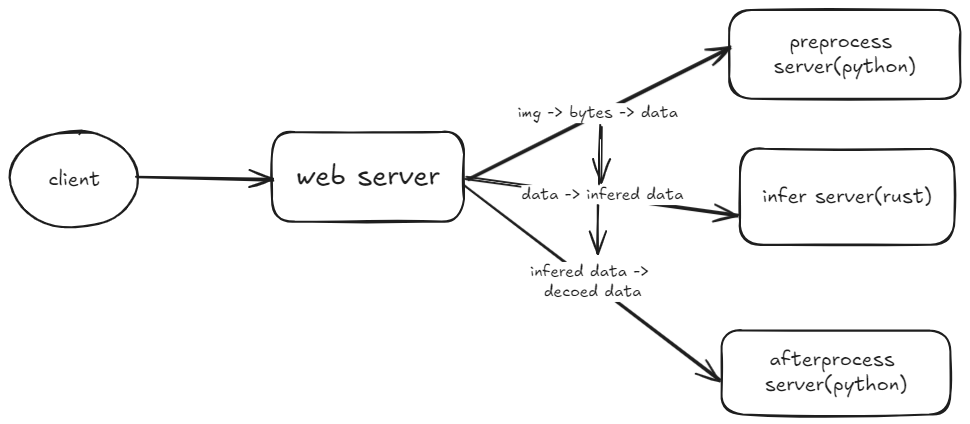 preprocess
server(python)
img -> bytes -> data
client
web server
data -> infered data
infer server(rust)
infered data ->
decoed data
afterprocess
server(python)